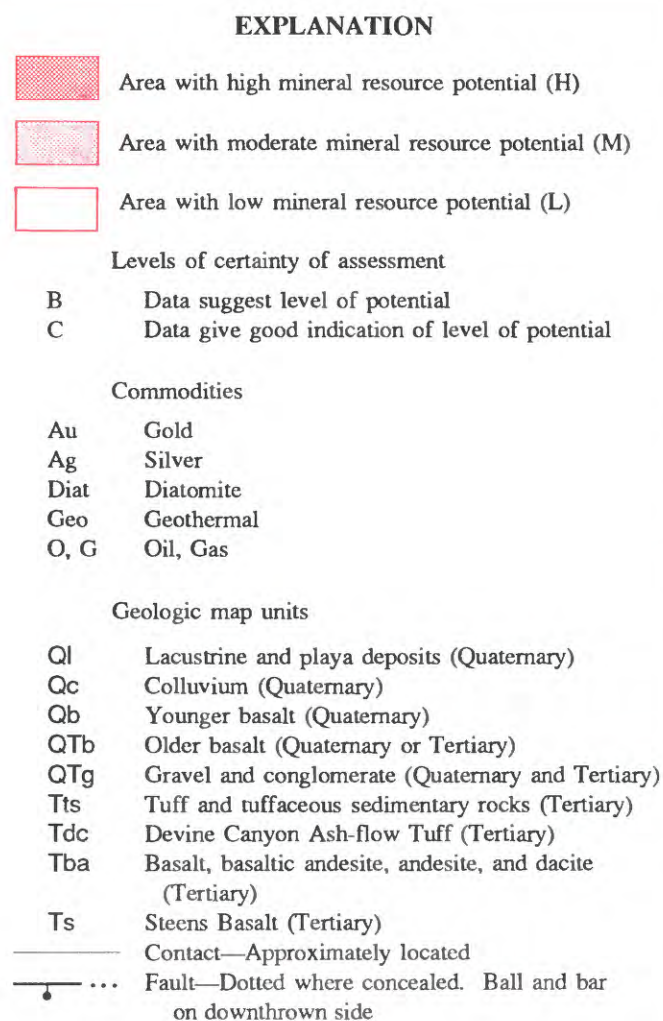 EXPLANATION
Area with high mineral resource potential (H)
Area with moderate mineral resource potential (M)
Area with low mineral resource potential (L)
Levels of certainty of assessment
B Data suggest level of potential
C Data give good indication of level of potential
Commodities
Au Gold
Ag Silver
Diat Diatomite
Geo Geothermal
O, G Oil, Gas
Geologic map units
Ql Lacustrine and playa deposits (Quaternary)
Qc Colluvium (Quaternary)
Qb Younger basalt (Quaternary)
QTb Older basalt (Quaternary or Tertiary)
QTg Gravel and conglomerate (Quaternary and Tertiary)
Tts Tuff and tuffaceous sedimentary rocks (Tertiary)
Tdc Devine Canyon Ash-flow Tuff (Tertiary)
Tba Basalt, basaltic andesite, andesite, and dacite
(Tertiary)
Ts Steens Basalt (Tertiary)
Contact—Approximately located
Fault—Dotted where concealed. Ball and bar
on downthrown side